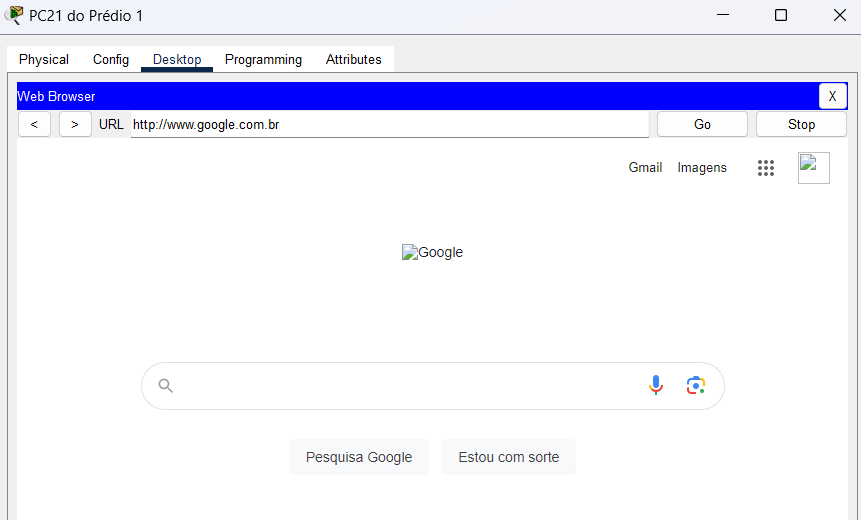 PC21 do Prédio 1
Physical Config Desktop Programming Attributes
Web Browser X
< > URL http://www.google.com.br Go Stop
Gmail Imagens
Google
Pesquisa Google Estou com sorte